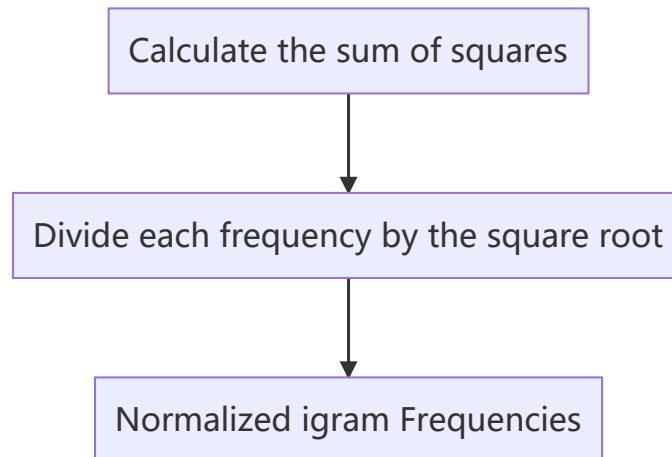 Calculate the sum of squares
Divide each frequency by the square root
Normalized igram Frequencies